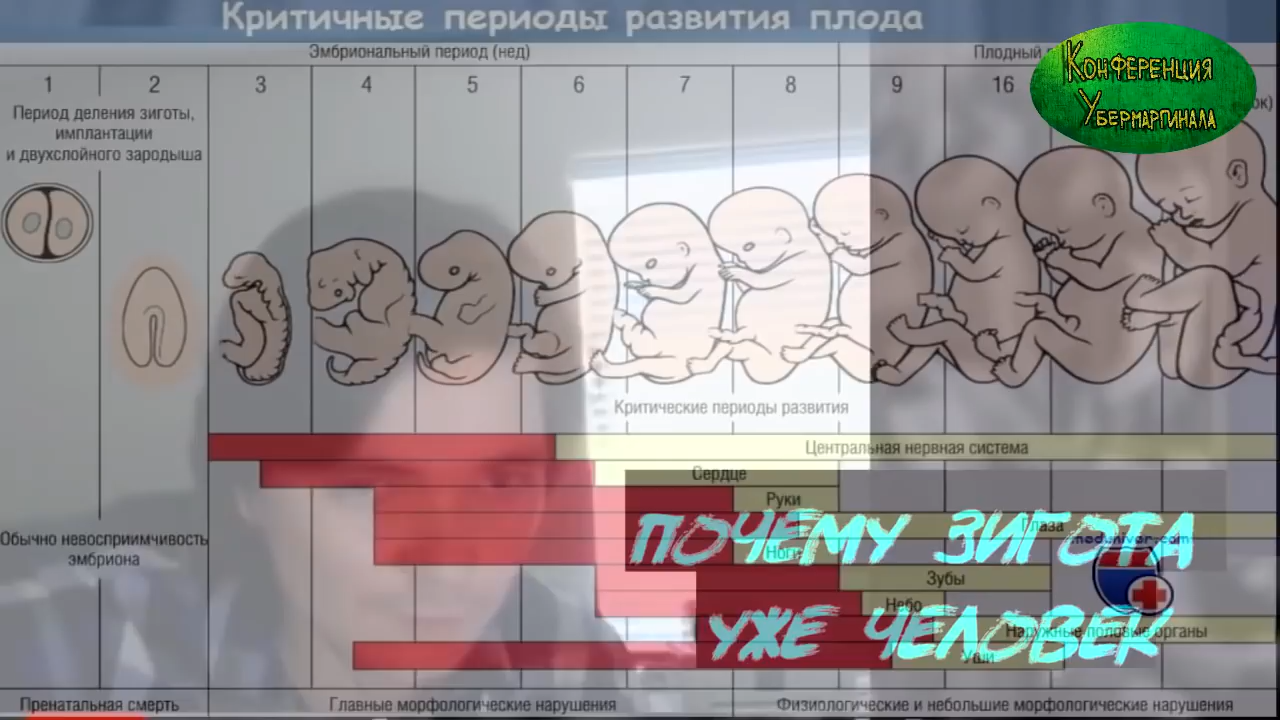 Критичные периоды развития плода
Эмбриональный период (нед)
Плодный
1 2 3 4 5 6 7 8 9 16
Период деления зиготы,
имплантации
и двухслойного зародыша
Конференция
Убермаргинала
Критические периоды развития
Центральная нервная система
Сердце
Руки
Глаза
ПОЧЕМУ ЗИГОТА
meduniver.com
Обычно невосприимчивость
эмбриона
Ноги
Зубы
Небо
УЖЕ ЧЕЛОВЕК
Наружные половые органы
Уши
Пренатальная смерть
Главные морфологические нарушения
Физиологические и небольшие морфологические нарушения